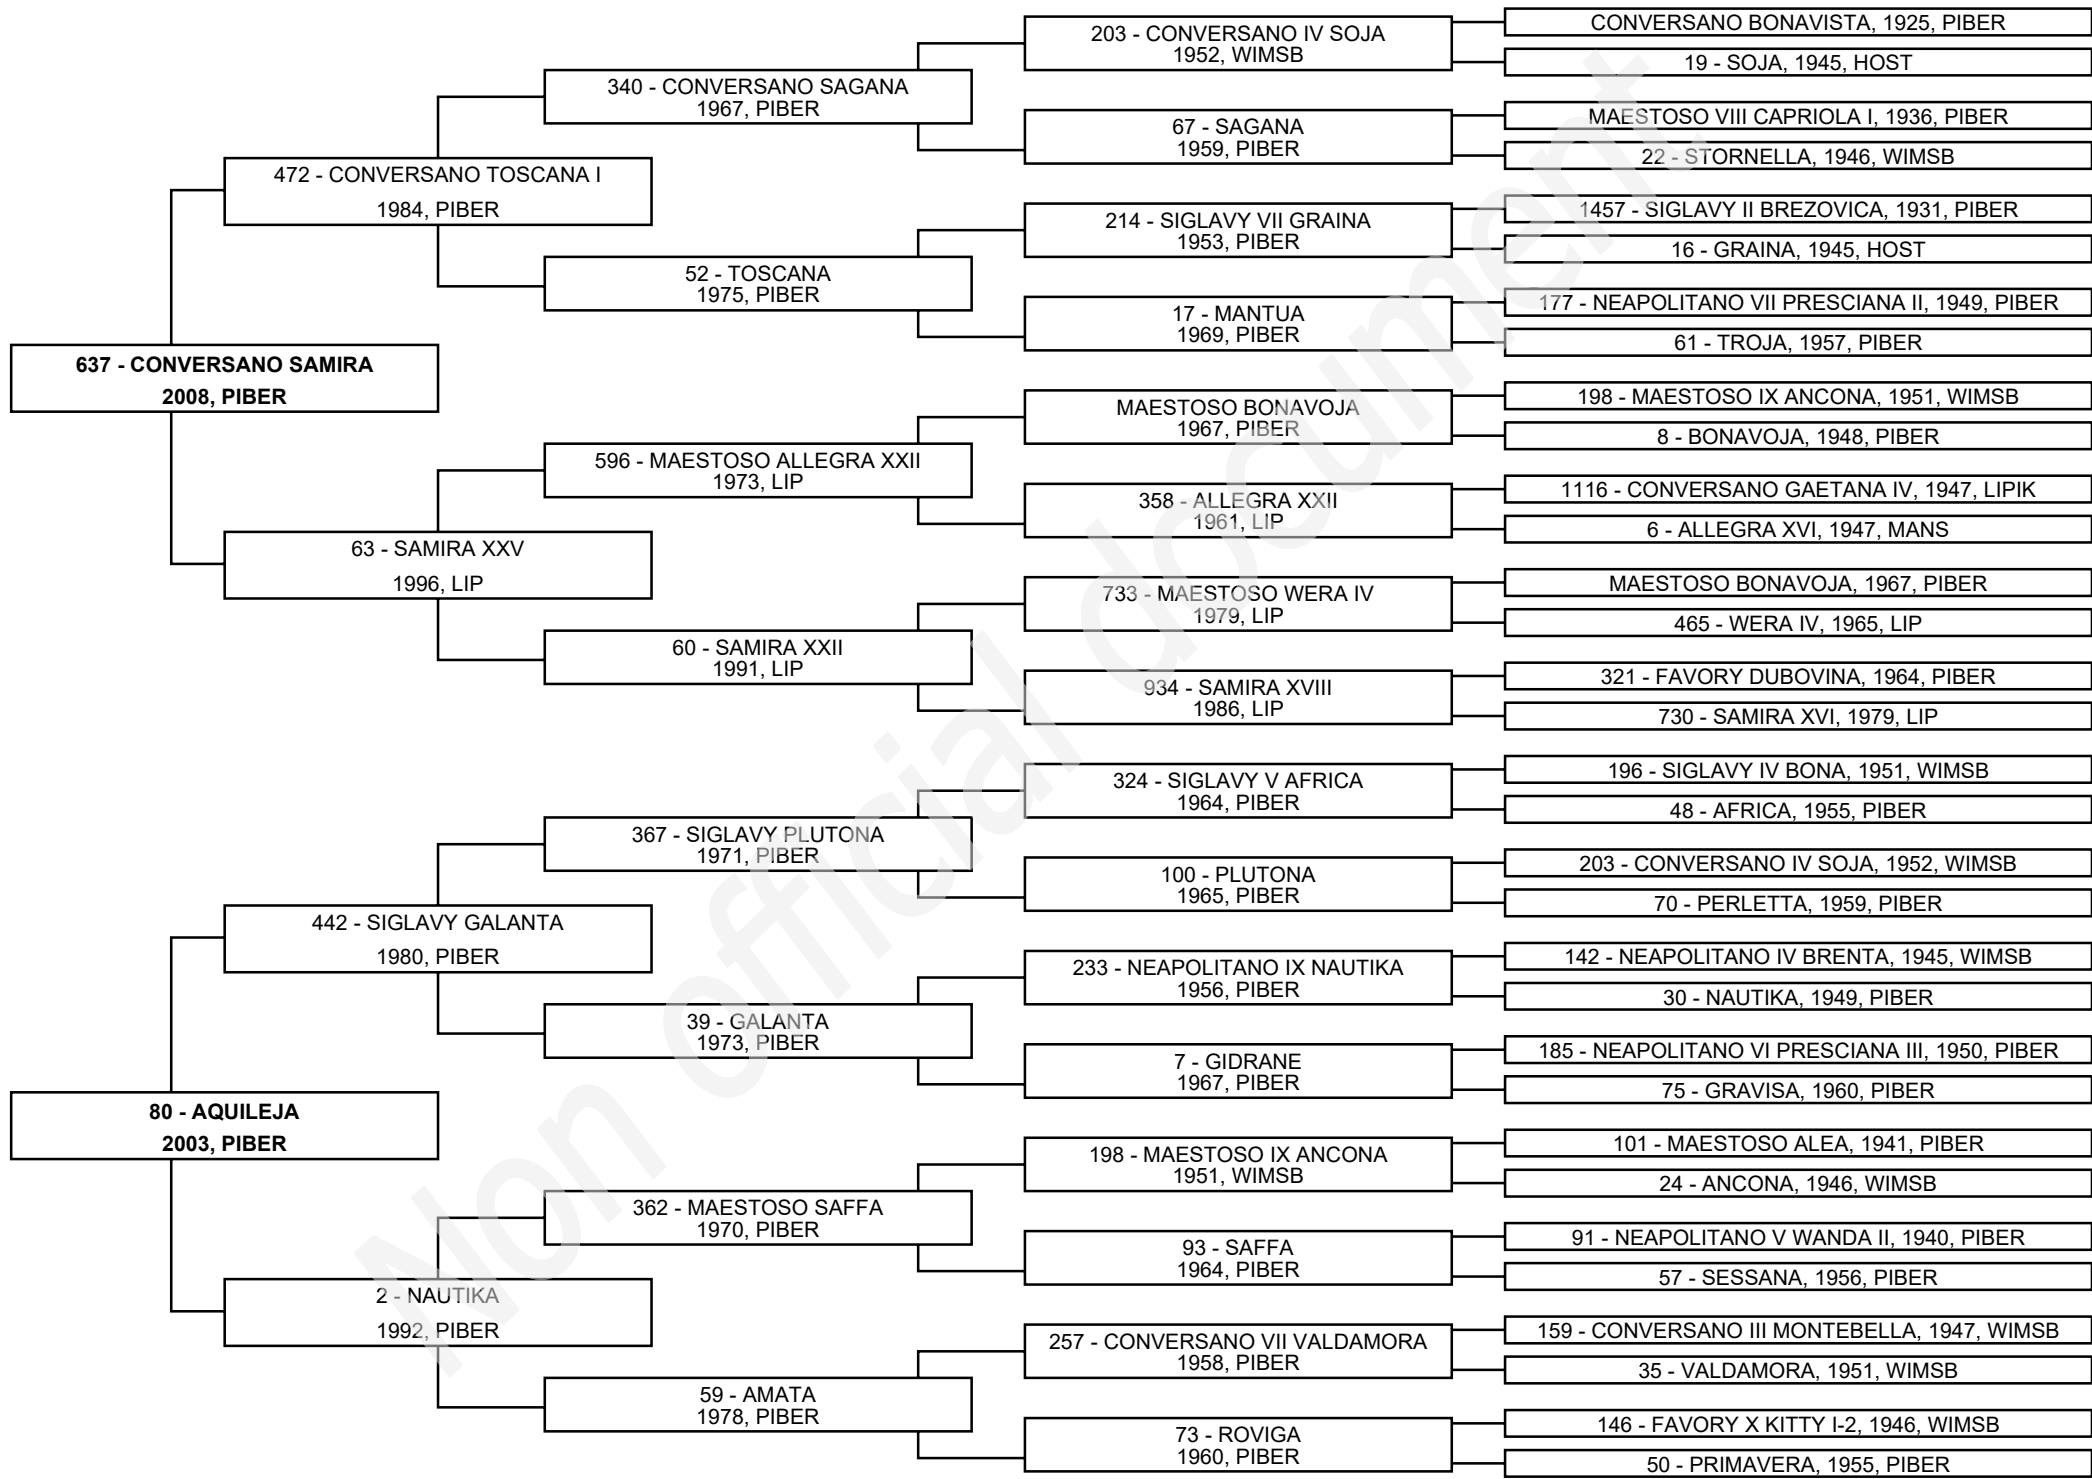 637 - CONVERSANO SAMIRA
2008, PIBER
80 - AQUILEJA
2003, PIBER
472 - CONVERSANO TOSCANA I
1984, PIBER
63 - SAMIRA XXV
1996, LIP
442 - SIGLAVY GALANTA
1980, PIBER
2 - NAUTIKA
1992, PIBER
340 - CONVERSANO SAGANA
1967, PIBER
52 - TOSCANA
1975, PIBER
596 - MAESTOSO ALLEGRA XXII
1973, LIP
60 - SAMIRA XXII
1991, LIP
367 - SIGLAVY PLUTONA
1971, PIBER
39 - GALANTA
1973, PIBER
362 - MAESTOSO SAFFA
1970, PIBER
59 - AMATA
1978, PIBER
203 - CONVERSANO IV SOJA
1952, WIMSB
67 - SAGANA
1959, PIBER
214 - SIGLAVY VII GRAINA
1953, PIBER
17 - MANTUA
1969, PIBER
MAESTOSO BONAVOJA
1967, PIBER
358 - ALLEGRA XXII
1961, LIP
733 - MAESTOSO WERA IV
1979, LIP
934 - SAMIRA XVIII
1986, LIP
324 - SIGLAVY V AFRICA
1964, PIBER
100 - PLUTONA
1965, PIBER
233 - NEAPOLITANO IX NAUTIKA
1956, PIBER
7 - GIDRANE
1967, PIBER
198 - MAESTOSO IX ANCONA
1951, WIMSB
93 - SAFFA
1964, PIBER
257 - CONVERSANO VII VALDAMORA
1958, PIBER
73 - ROVIGA
1960, PIBER
CONVERSANO BONAVISTA, 1925, PIBER
19 - SOJA, 1945, HOST
MAESTOSO VIII CAPRIOLA I, 1936, PIBER
22 - STORNELLA, 1946, WIMSB
1457 - SIGLAVY II BREZOVICA, 1931, PIBER
16 - GRAINA, 1945, HOST
177 - NEAPOLITANO VII PRESCIANA II, 1949, PIBER
61 - TROJA, 1957, PIBER
198 - MAESTOSO IX ANCONA, 1951, WIMSB
8 - BONAVOJA, 1948, PIBER
1116 - CONVERSANO GAETANA IV, 1947, LIPIK
6 - ALLEGRA XVI, 1947, MANS
MAESTOSO BONAVOJA, 1967, PIBER
465 - WERA IV, 1965, LIP
321 - FAVORY DUBOVINA, 1964, PIBER
730 - SAMIRA XVI, 1979, LIP
196 - SIGLAVY IV BONA, 1951, WIMSB
48 - AFRICA, 1955, PIBER
203 - CONVERSANO IV SOJA, 1952, WIMSB
70 - PERLETTA, 1959, PIBER
142 - NEAPOLITANO IV BRENTA, 1945, WIMSB
30 - NAUTIKA, 1949, PIBER
185 - NEAPOLITANO VI PRESCIANA III, 1950, PIBER
75 - GRAVISA, 1960, PIBER
101 - MAESTOSO ALEA, 1941, PIBER
24 - ANCONA, 1946, WIMSB
91 - NEAPOLITANO V WANDA II, 1940, PIBER
57 - SESSANA, 1956, PIBER
159 - CONVERSANO III MONTEBELLA, 1947, WIMSB
35 - VALDAMORA, 1951, WIMSB
146 - FAVORY X KITTY I-2, 1946, WIMSB
50 - PRIMAVERA, 1955, PIBER
Non official document